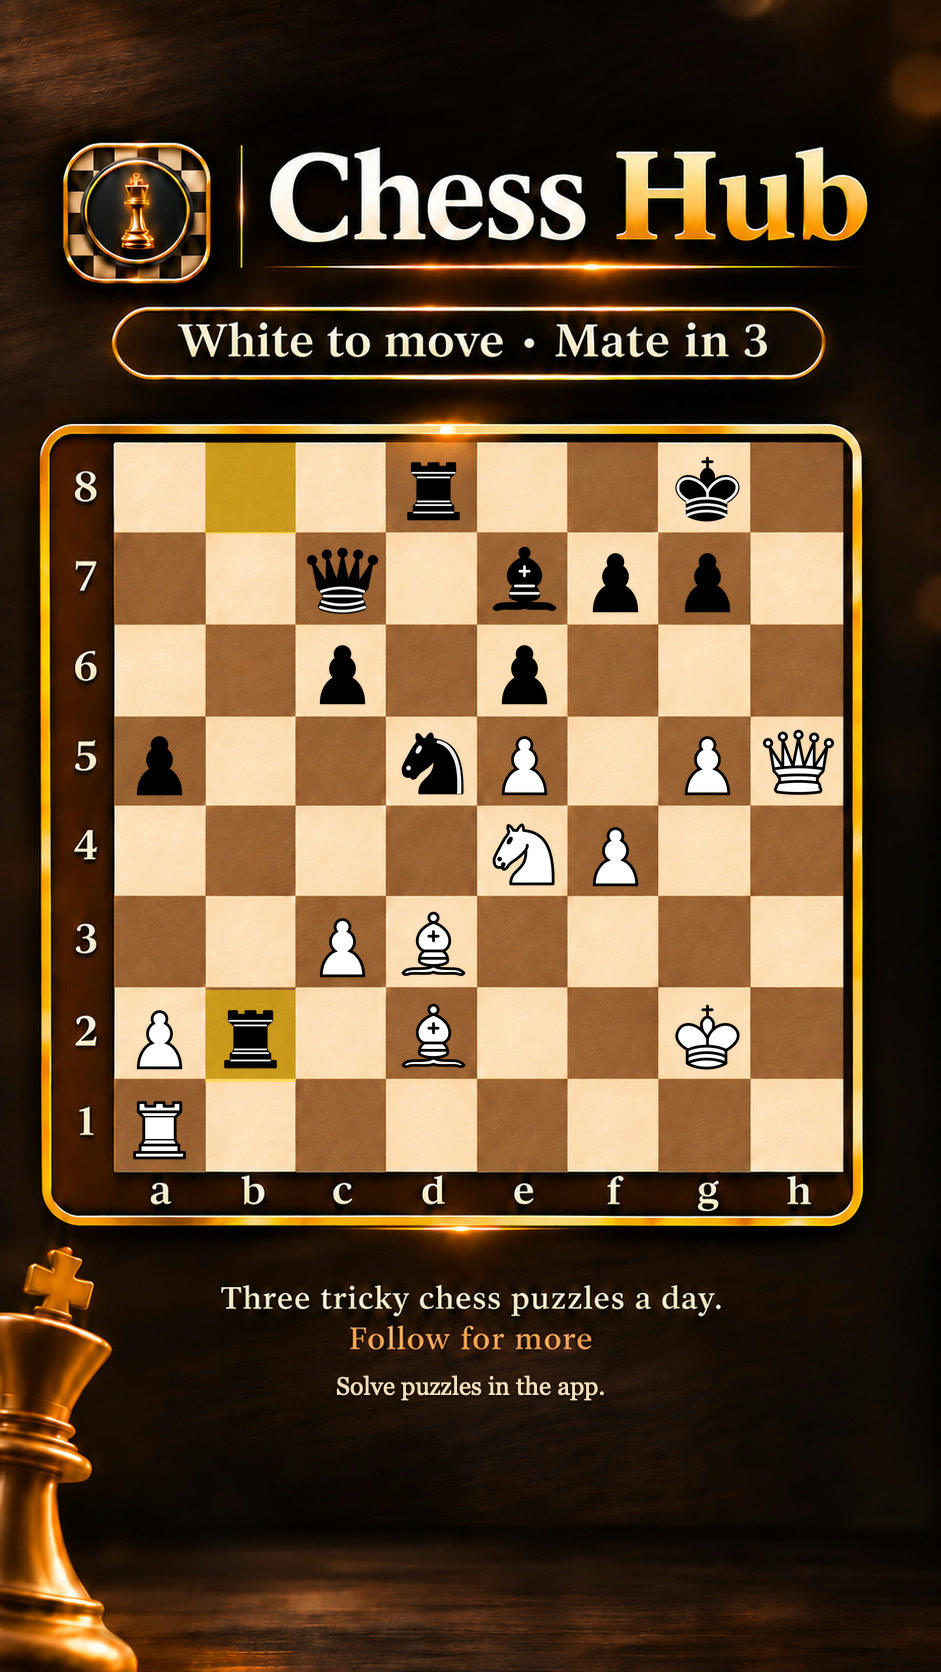 Chess Hub
White to move • Mate in 3
8
7
6
5
4
3
2
1
a b c d e f g h
Three tricky chess puzzles a day.
Follow for more
Solve puzzles in the app.